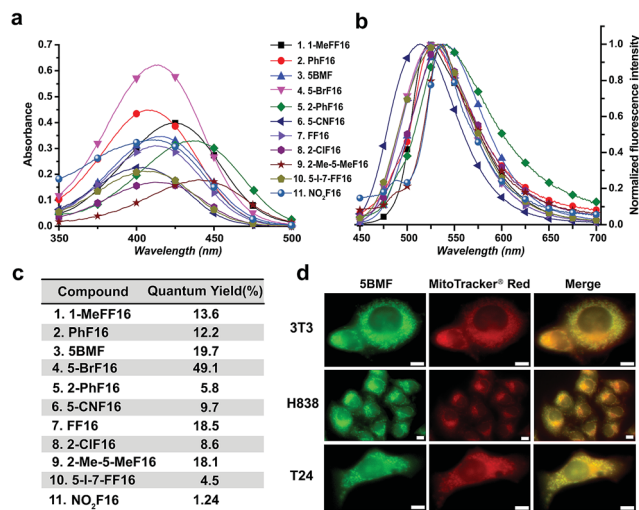 a
b
0.7
0.6
0.5
0.4
0.3
0.2
0.1
0.0
Absorbance
350
400
450
500
Wavelength (nm)
1. 1-MeFF16
2. PhF16
3. 5BMF
4. 5-BrF16
5. 2-PhF16
6. 5-CNF16
7. FF16
8. 2-ClF16
9. 2-Me-5-MeF16
10. 5-I-7-FF16
11. NO2F16
1.0
0.8
0.6
0.4
0.2
0.0
Normalized fluorescence intensity
450
500
550
600
650
700
Wavelength (nm)
c
Compound Quantum Yield(%)
1. 1-MeFF16 13.6
2. PhF16 12.2
3. 5BMF 19.7
4. 5-BrF16 49.1
5. 2-PhF16 5.8
6. 5-CNF16 9.7
7. FF16 18.5
8. 2-ClF16 8.6
9. 2-Me-5-MeF16 18.1
10. 5-I-7-FF16 4.5
11. NO2F16 1.24
d
5BMF MitoTracker® Red Merge
3T3
H838
T24